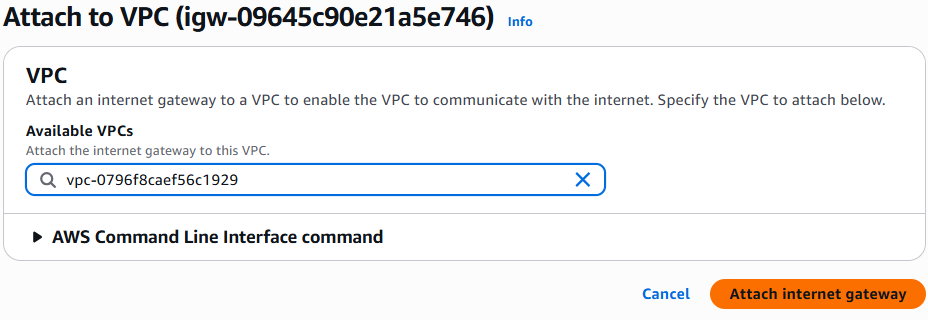 Attach to VPC (igw-09645c90e21a5e746) Info
VPC
Attach an internet gateway to a VPC to enable the VPC to communicate with the internet. Specify the VPC to attach below.
Available VPCs
Attach the internet gateway to this VPC.
vpc-0796f8caef56c1929
AWS Command Line Interface command
Cancel Attach internet gateway